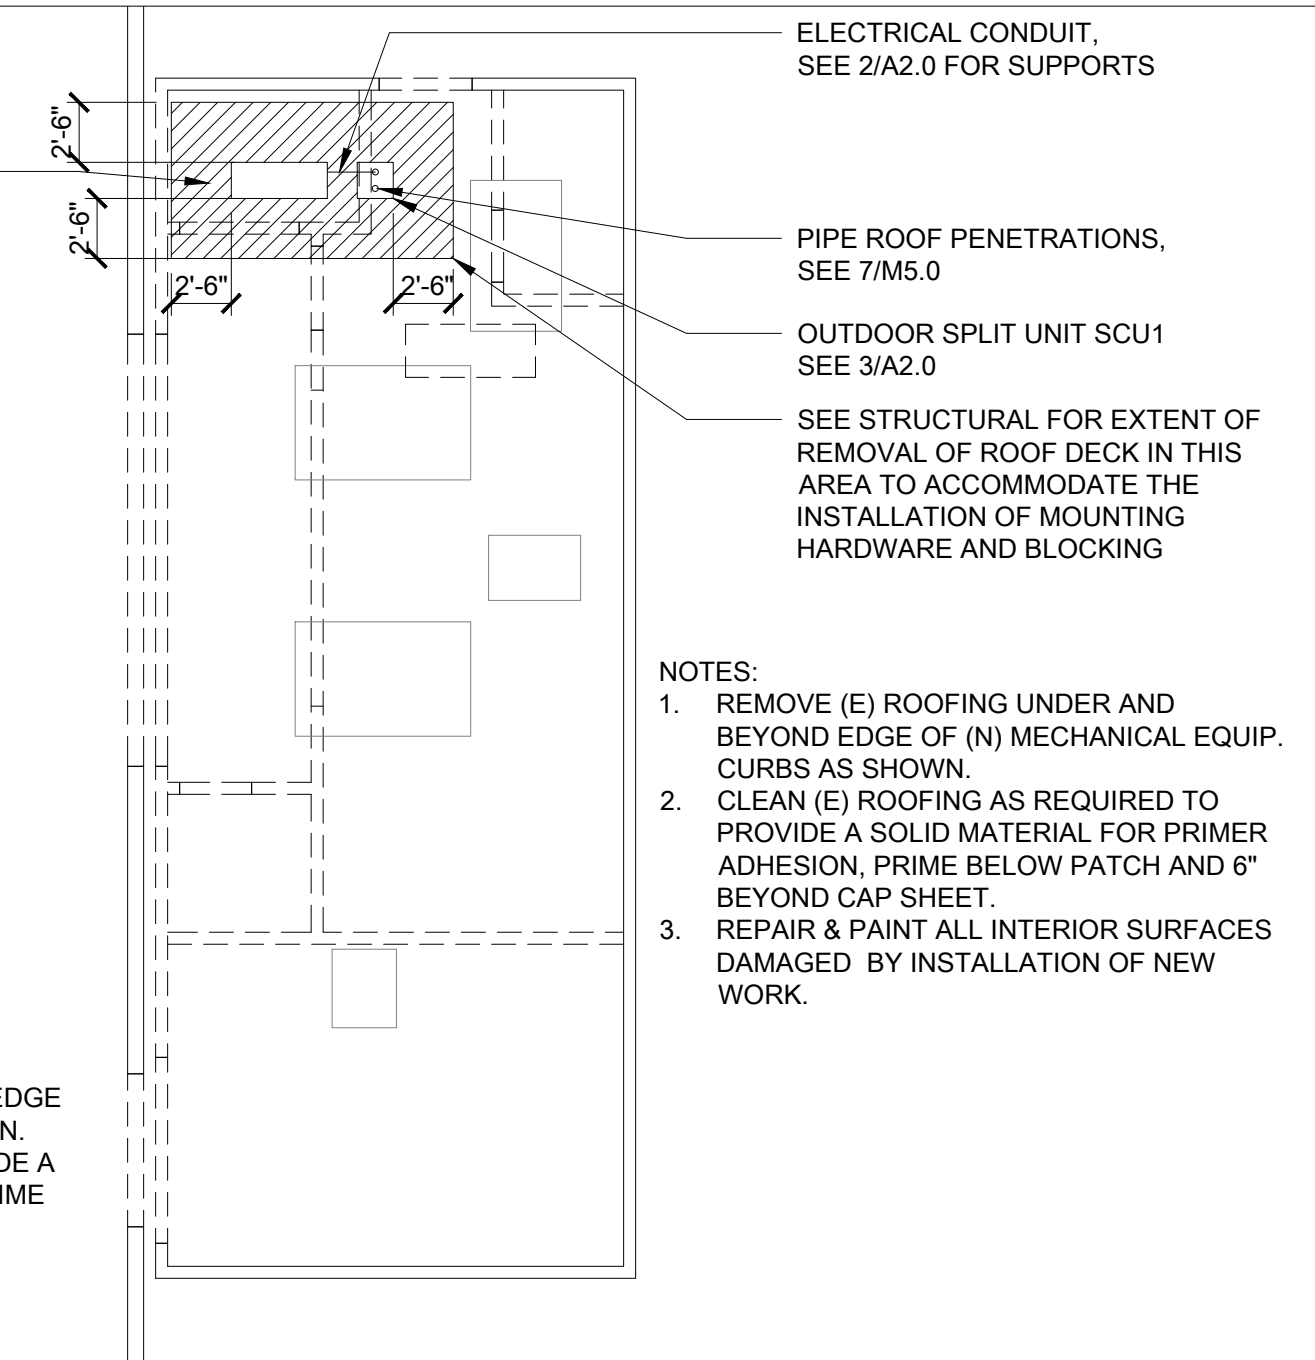 ELECTRICAL CONDUIT,
SEE 2/A2.0 FOR SUPPORTS
2'-6"
2'-6"
2'-6"
2'-6"
PIPE ROOF PENETRATIONS,
SEE 7/M5.0
OUTDOOR SPLIT UNIT SCU1
SEE 3/A2.0
SEE STRUCTURAL FOR EXTENT OF
REMOVAL OF ROOF DECK IN THIS
AREA TO ACCOMMODATE THE
INSTALLATION OF MOUNTING
HARDWARE AND BLOCKING
NOTES:
1. REMOVE (E) ROOFING UNDER AND
BEYOND EDGE OF (N) MECHANICAL EQUIP.
CURBS AS SHOWN.
2. CLEAN (E) ROOFING AS REQUIRED TO
PROVIDE A SOLID MATERIAL FOR PRIMER
ADHESION, PRIME BELOW PATCH AND 6"
BEYOND CAP SHEET.
3. REPAIR & PAINT ALL INTERIOR SURFACES
DAMAGED BY INSTALLATION OF NEW
WORK.
EDGE
N.
DE A
IME